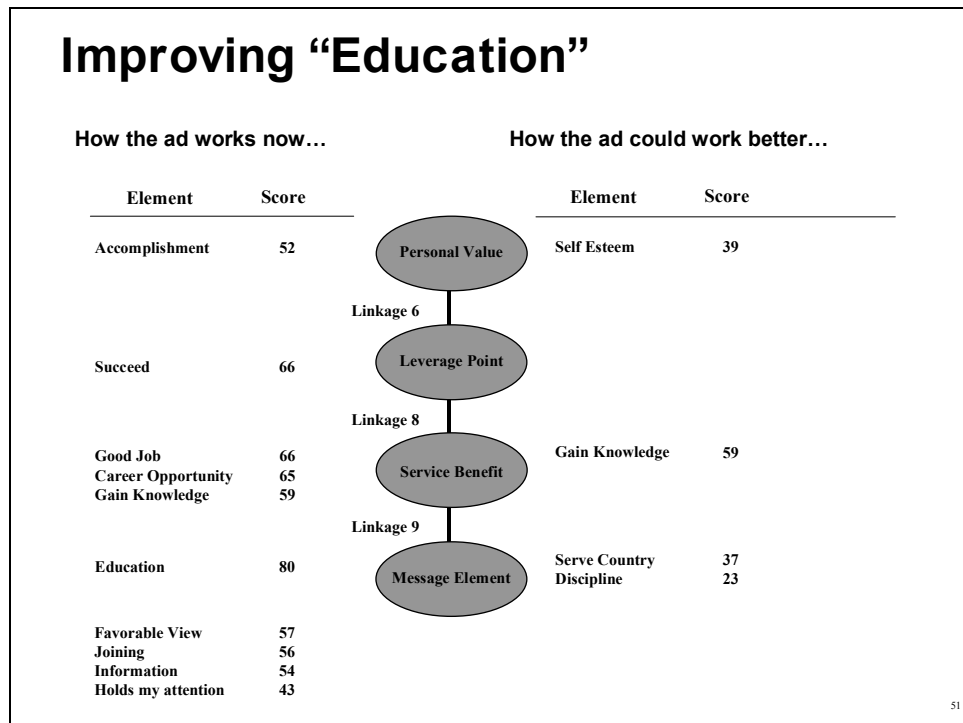 Improving “Education”
How the ad works now…
How the ad could work better…
Element Score
Accomplishment 52
Succeed 66
Good Job 66
Career Opportunity 65
Gain Knowledge 59
Education 80
Favorable View 57
Joining 56
Information 54
Holds my attention 43
Personal Value
Linkage 6
Leverage Point
Linkage 8
Service Benefit
Linkage 9
Message Element
Element Score
Self Esteem 39
Gain Knowledge 59
Serve Country 37
Discipline 23
51